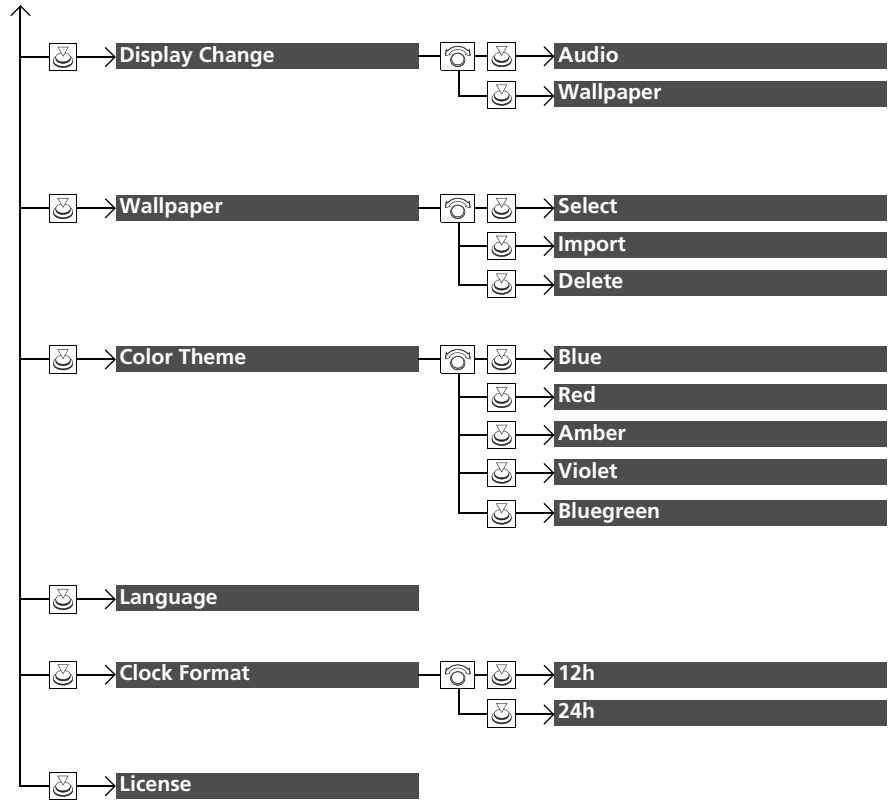 Display Change
Audio
Wallpaper
Wallpaper
Select
Import
Delete
Color Theme
Blue
Red
Amber
Violet
Bluegreen
Language
Clock Format
12h
24h
License